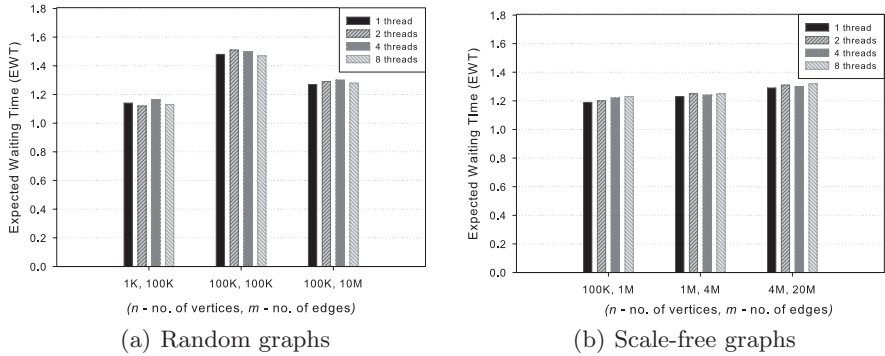 Expected Waiting Time (EWT)
1.8
1.6
1.4
1.2
1.0
0.8
0.6
0.4
0.2
0.0
1 thread
2 threads
4 threads
8 threads
1K, 100K
100K, 100K
100K, 10M
(n - no. of vertices, m - no. of edges)
(a) Random graphs
Expected Waiting TIme (EWT)
1.8
1.6
1.4
1.2
1.0
0.8
0.6
0.4
0.2
0.0
1 thread
2 threads
4 threads
8 threads
100K, 1M
1M, 4M
4M, 20M
(n - no. of vertices, m - no. of edges)
(b) Scale-free graphs